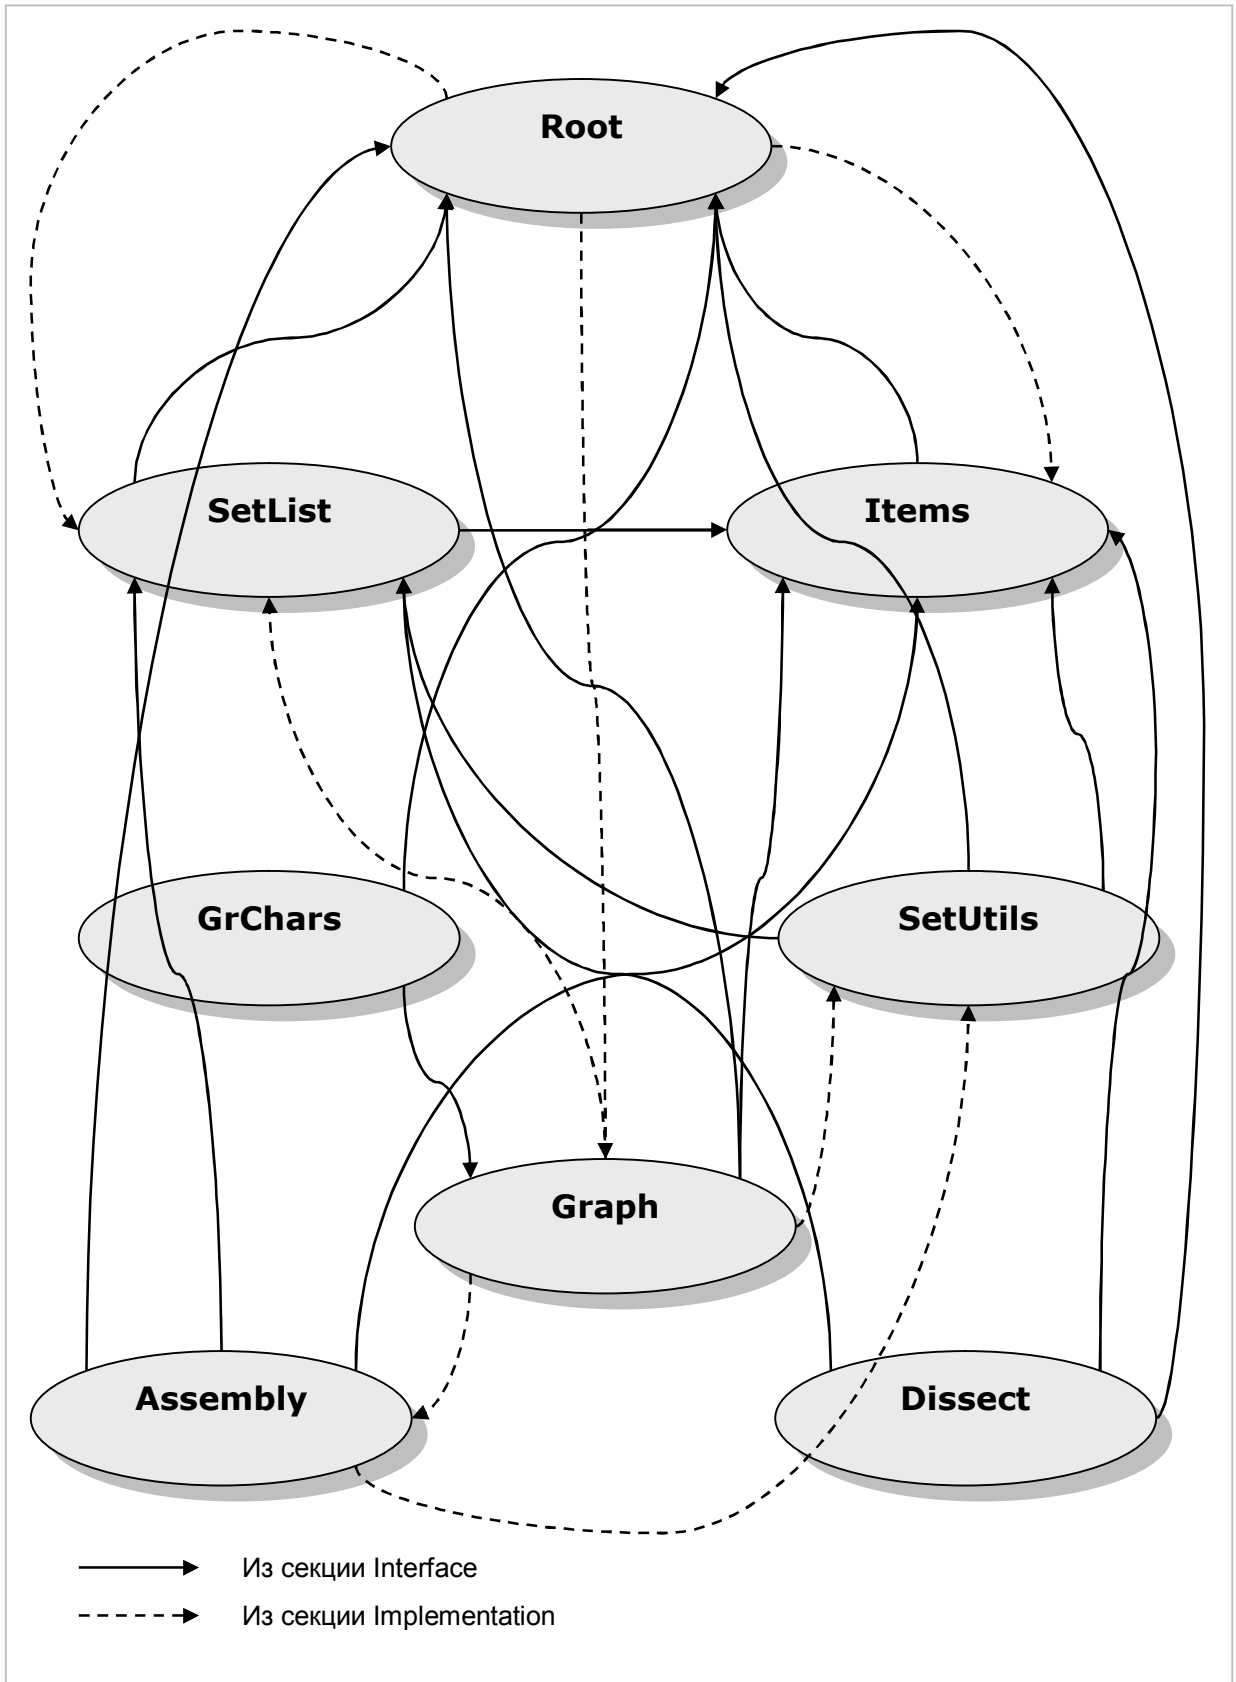 Root
SetList
Items
GrChars
SetUtils
Graph
Assembly
Dissect
Из секции Interface
Из секции Implementation